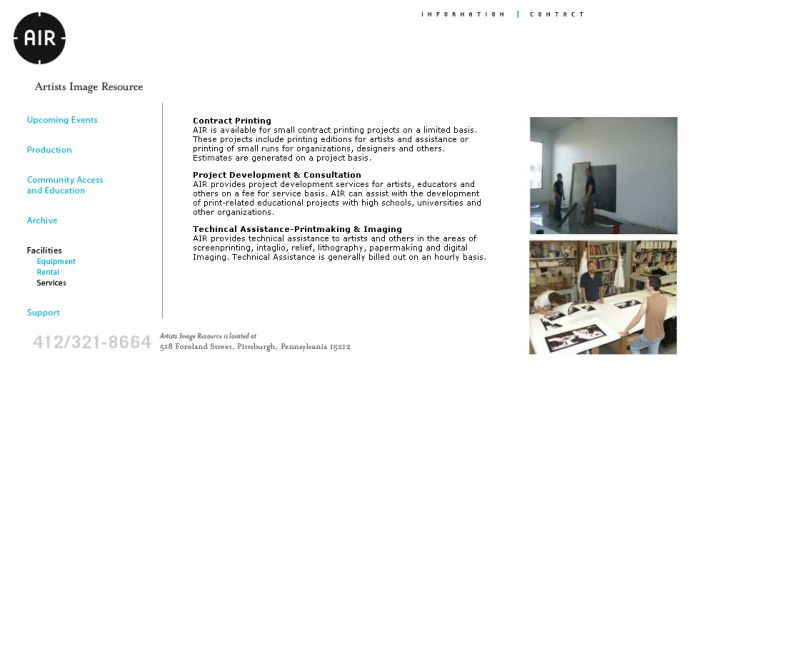 AIR
INFORMATION | CONTACT
Artists Image Resource
Upcoming Events
Production
Community Access
and Education
Archive
Facilities
Equipment
Rental
Services
Support
Contract Printing
AIR is available for small contract printing projects on a limited basis.
These projects include printing editions for artists and assistance or
printing of small runs for organizations, designers and others.
Estimates are generated on a project basis.
Project Development & Consultation
AIR provides project development services for artists, educators and
others on a fee for service basis. AIR can assist with the development
of print-related educational projects with high schools, universities and
other organizations.
Techincal Assistance-Printmaking & Imaging
AIR provides technical assistance to artists and others in the areas of
screenprinting, intaglio, relief, lithography, papermaking and digital
Imaging. Technical Assistance is generally billed out on an hourly basis.
412/321-8664
Artists Image Resource is located at
518 Foreland Street, Pittsburgh, Pennsylvania 15212